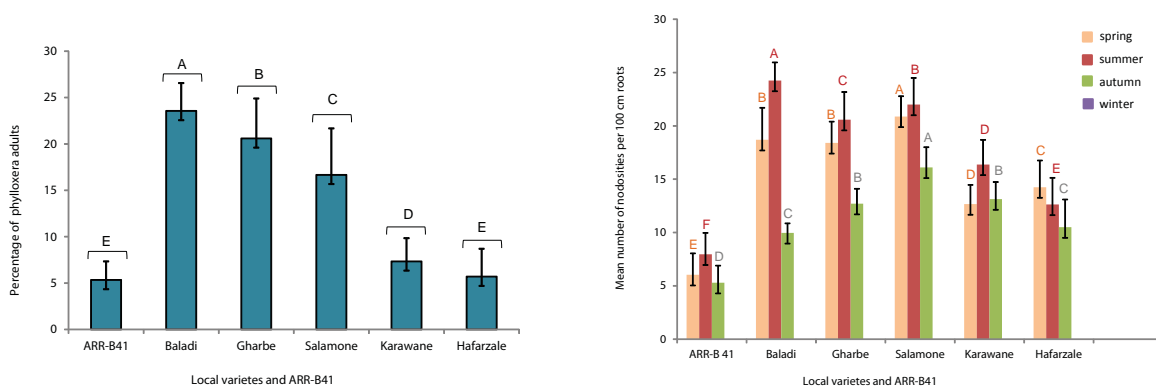 Percentage of phylloxera adults
30
25
20
15
10
5
0
A
B
C
D
E
E
ARR-B41 Baladi Gharbe Salamone Karawane Hafarzale
Local varietes and ARR-B41
Mean number of nodosities per 100 cm roots
30
25
20
15
10
5
0
spring
summer
autumn
winter
E F D
B A C
B C B
A B A
D D B
C E C
ARR-B 41 Baladi Gharbe Salamone Karawane Hafarzale
Local varietes and ARR-B41